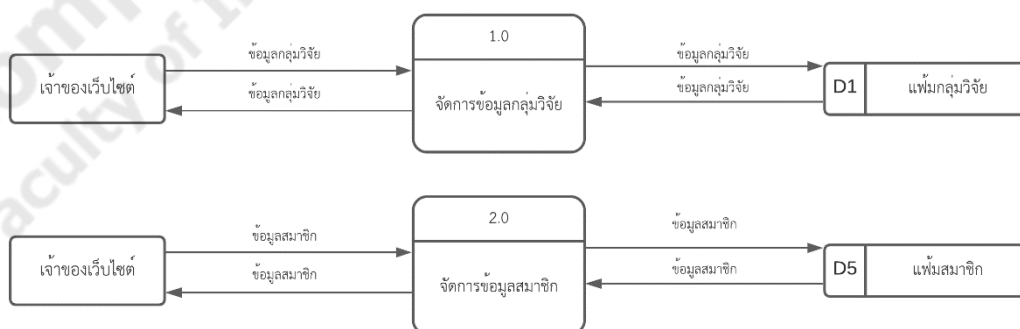 1.0
ข้อมูลกลุ่มวิจัย
ข้อมูลกลุ่มวิจัย
เจ้าของเว็บไซต์
ข้อมูลกลุ่มวิจัย
ข้อมูลกลุ่มวิจัย
D1
แฟ้มกลุ่มวิจัย
จัดการข้อมูลกลุ่มวิจัย
2.0
ข้อมูลสมาชิก
ข้อมูลสมาชิก
เจ้าของเว็บไซต์
ข้อมูลสมาชิก
ข้อมูลสมาชิก
D5
แฟ้มสมาชิก
จัดการข้อมูลสมาชิก